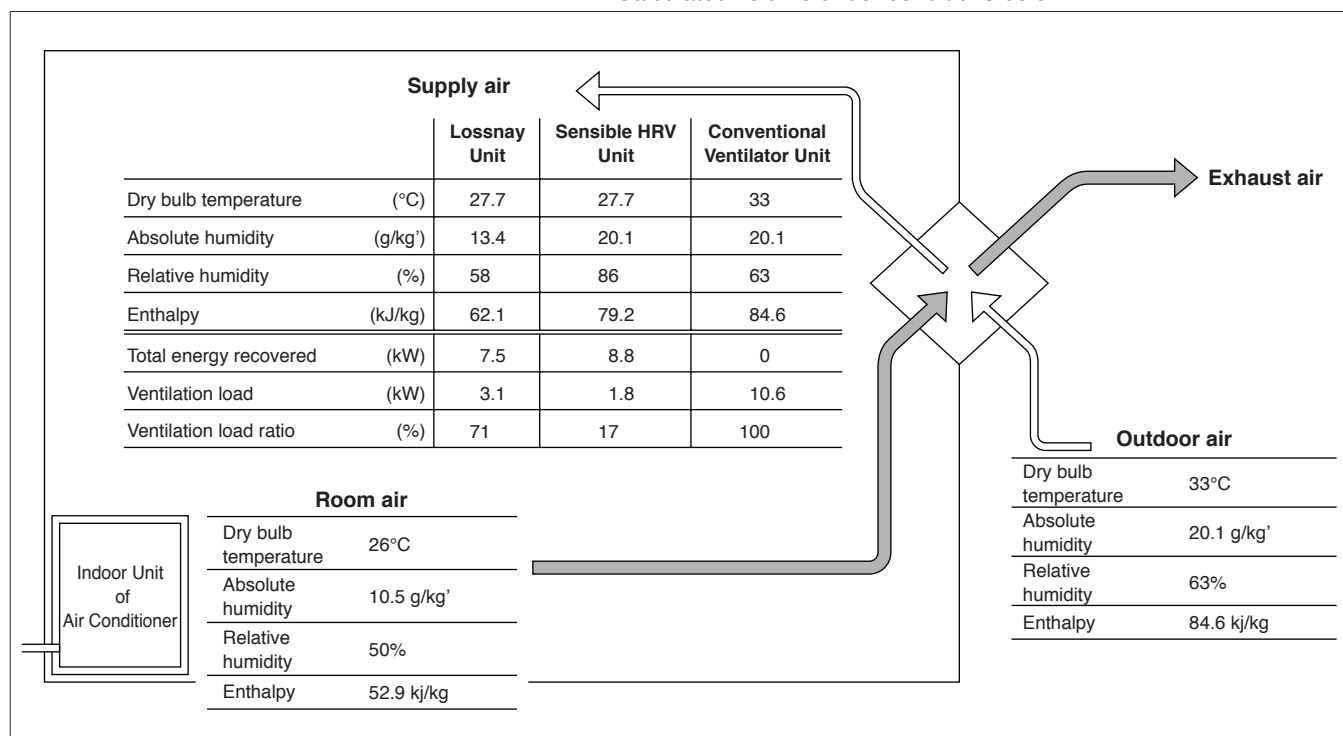 Supply air
Lossnay Unit Sensible HRV Unit Conventional Ventilator Unit
Dry bulb temperature (°C) 27.7 27.7 33
Absolute humidity (g/kg’) 13.4 20.1 20.1
Relative humidity (%) 58 86 63
Enthalpy (kJ/kg) 62.1 79.2 84.6
Total energy recovered (kW) 7.5 8.8 0
Ventilation load (kW) 3.1 1.8 10.6
Ventilation load ratio (%) 71 17 100
Exhaust air
Outdoor air
Dry bulb temperature 33°C
Absolute humidity 20.1 g/kg’
Relative humidity 63%
Enthalpy 84.6 kj/kg
Room air
Dry bulb temperature 26°C
Absolute humidity 10.5 g/kg’
Relative humidity 50%
Enthalpy 52.9 kj/kg
Indoor Unit
of
Air Conditioner